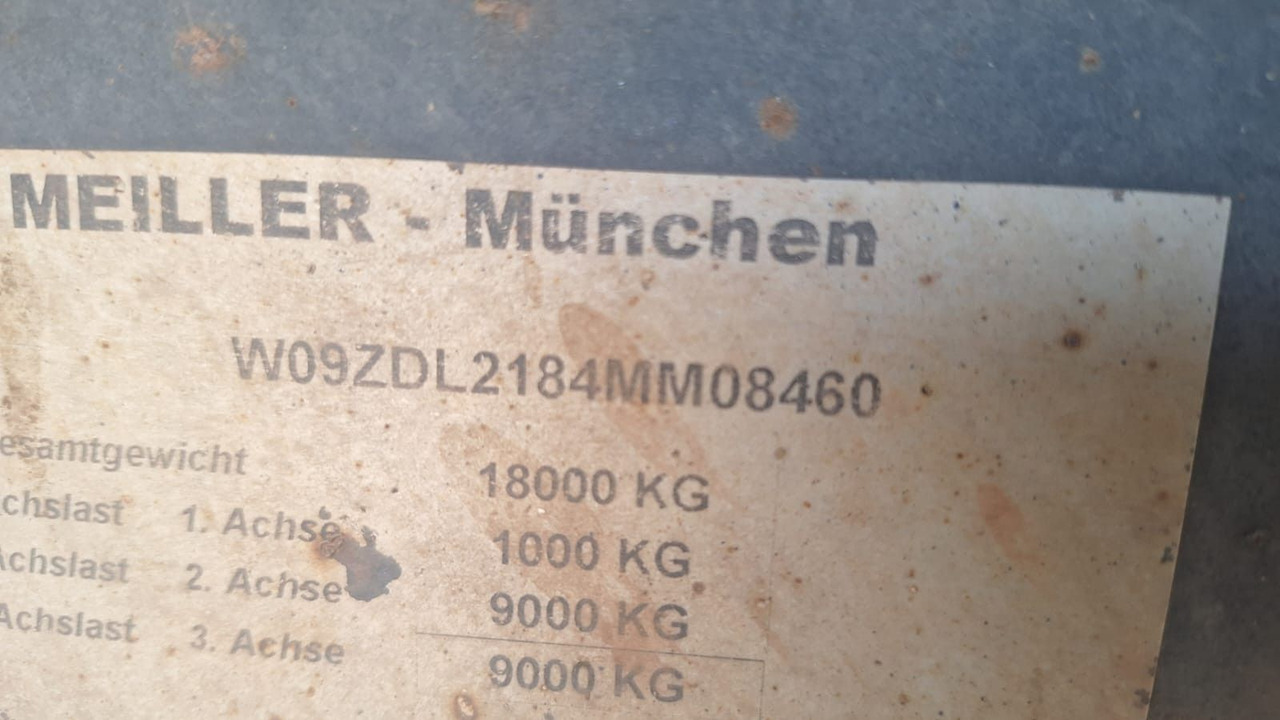 MEILLER - München
W09ZDL2184MM08460
esamtgewicht 18000 KG
chslast 1. Achse 1000 KG
Achslast 2. Achse 9000 KG
Achslast 3. Achse 9000 KG